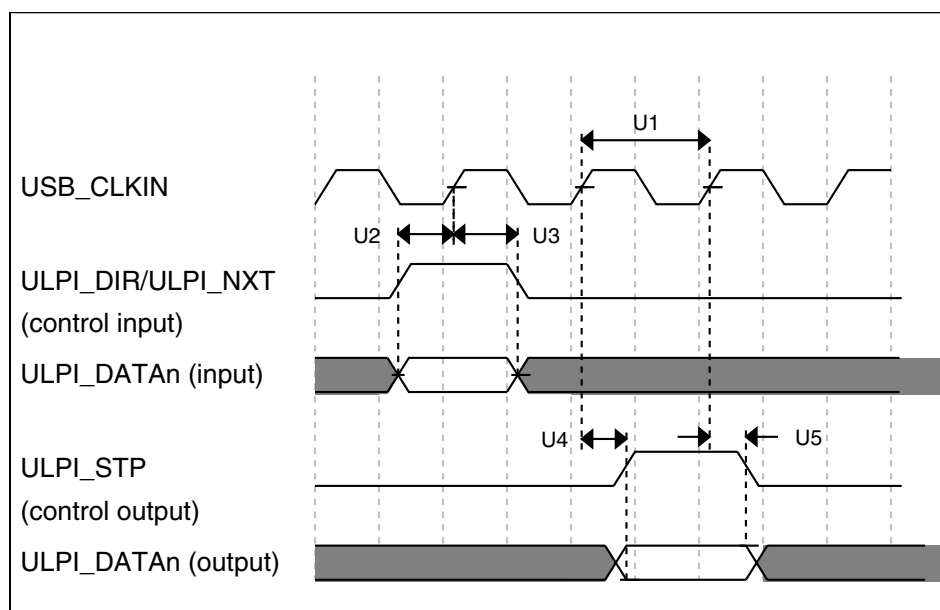 U1
USB_CLKIN
U2
U3
ULPI_DIR/ULPI_NXT
(control input)
ULPI_DATAn (input)
U4
U5
ULPI_STP
(control output)
ULPI_DATAn (output)